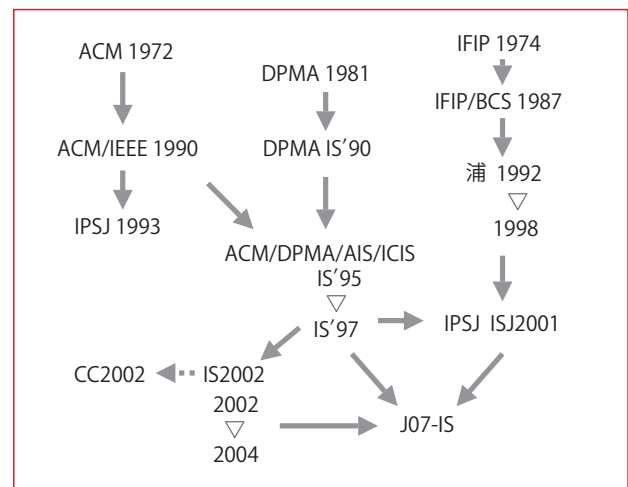 ACM 1972
DPMA 1981
IFIP 1974
IFIP/BCS 1987
ACM/IEEE 1990
DPMA IS′90
浦 1992
▽
1998
IPSJ 1993
ACM/DPMA/AIS/ICIS
IS′95
▽
IS′97
IPSJ ISJ2001
CC2002
IS2002
2002
▽
2004
J07-IS